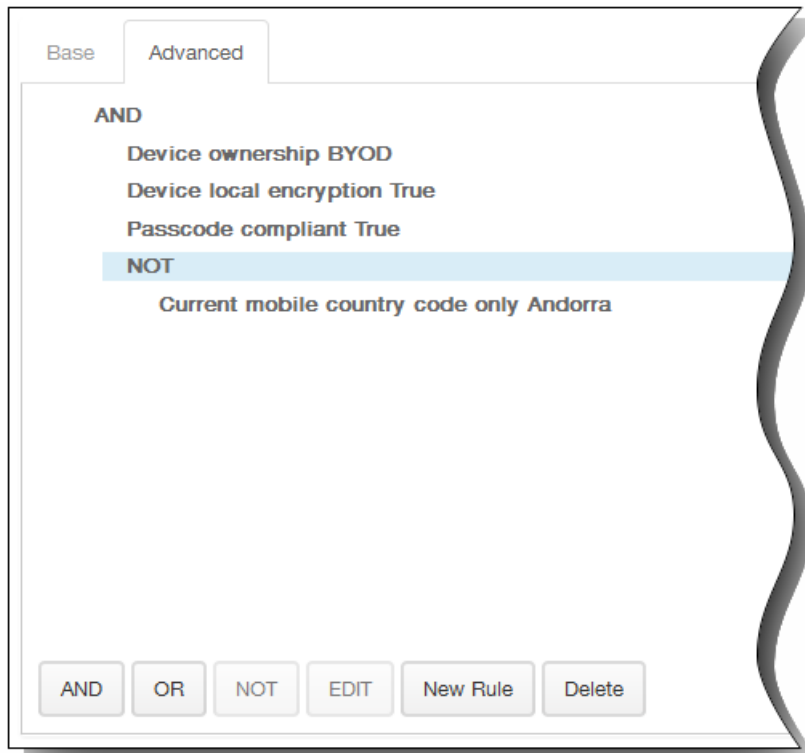 Base Advanced
AND
Device ownership BYOD
Device local encryption True
Passcode compliant True
NOT
Current mobile country code only Andorra
AND OR NOT EDIT New Rule Delete